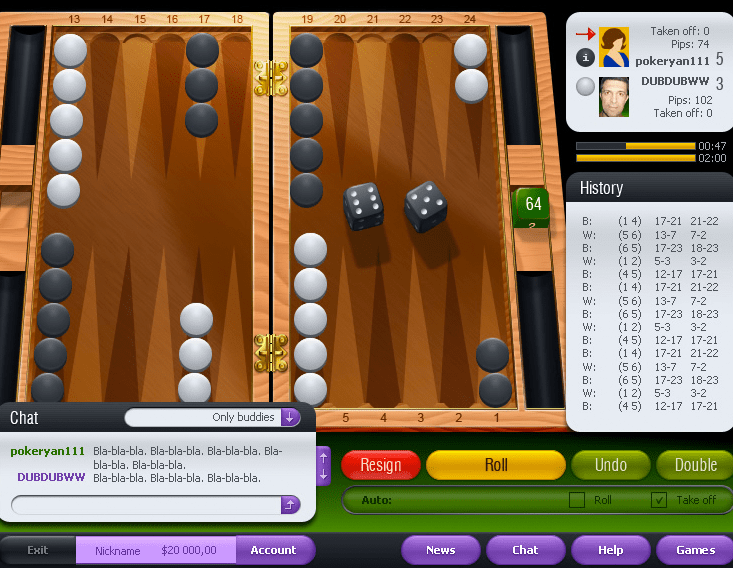 13 14 15 16 17 18 19 20 21 22 23 24
Taken off: 0
Pips: 74
pokeryan111 5
i
DUBDUBWW 3
Pips: 102
Taken off: 0
00:47
02:00
64
History
B: (1 4) 17-21 21-22
W: (5 6) 13-7 7-2
B: (6 5) 17-23 18-23
W: (1 2) 5-3 3-2
B: (4 5) 12-17 17-21
B: (1 4) 17-21 21-22
W: (5 6) 13-7 7-2
B: (6 5) 17-23 18-23
W: (1 2) 5-3 3-2
B: (4 5) 12-17 17-21
B: (1 4) 17-21 21-22
W: (5 6) 13-7 7-2
B: (6 5) 17-23 18-23
W: (1 2) 5-3 3-2
B: (4 5) 12-17 17-21
5 4 3 2 1
Chat Only buddies
pokeryan111 Bla-bla-bla. Bla-bla-bla. Bla-bla-bla. Bla-
bla-bla. Bla-bla-bla.
DUBDUBWW Bla-bla-bla. Bla-bla-bla. Bla-bla-bla.
Resign Roll Undo Double
Auto: Roll Take off
Exit Nickname $20 000,00 Account News Chat Help Games